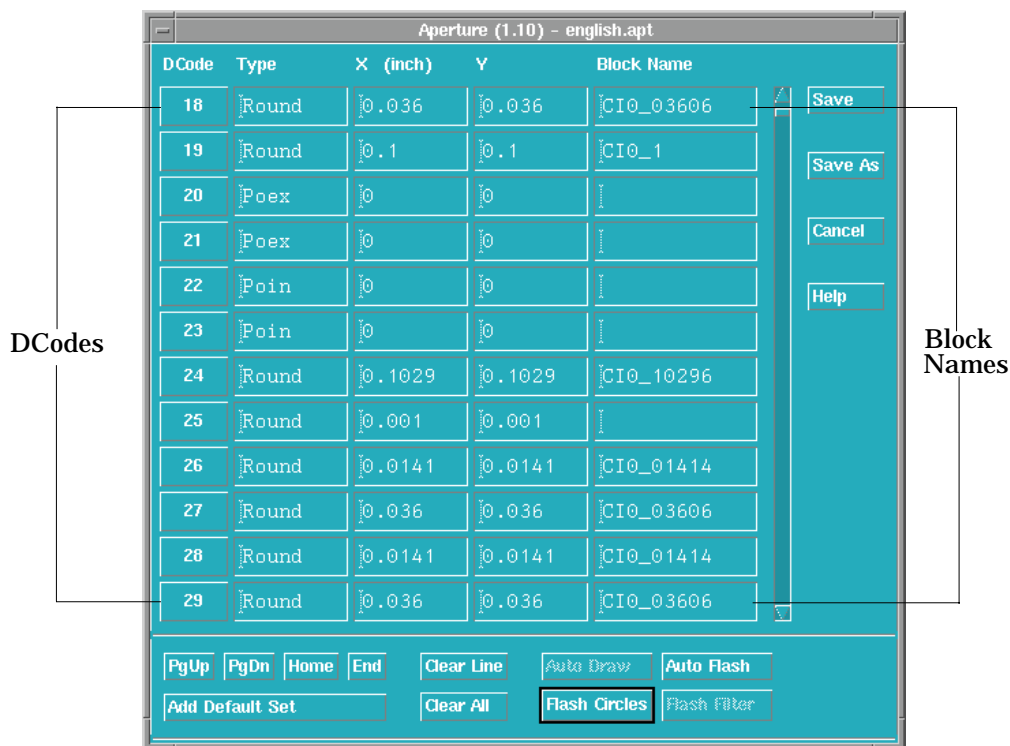 Aperture (1.10) - english.apt
DCode Type X (inch) Y Block Name
18 Round 0.036 0.036 CI0_03606 Save
19 Round 0.1 0.1 CI0_1 Save As
20 Poex 0 0
21 Poex 0 0 Cancel
22 Poin 0 0 Help
23 Poin 0 0
DCodes
Block
Names
24 Round 0.1029 0.1029 CI0_10296
25 Round 0.001 0.001
26 Round 0.0141 0.0141 CI0_01414
27 Round 0.036 0.036 CI0_03606
28 Round 0.0141 0.0141 CI0_01414
29 Round 0.036 0.036 CI0_03606
PgUp PgDn Home End Clear Line Auto Draw Auto Flash
Add Default Set Clear All Flash Circles Flash Filter